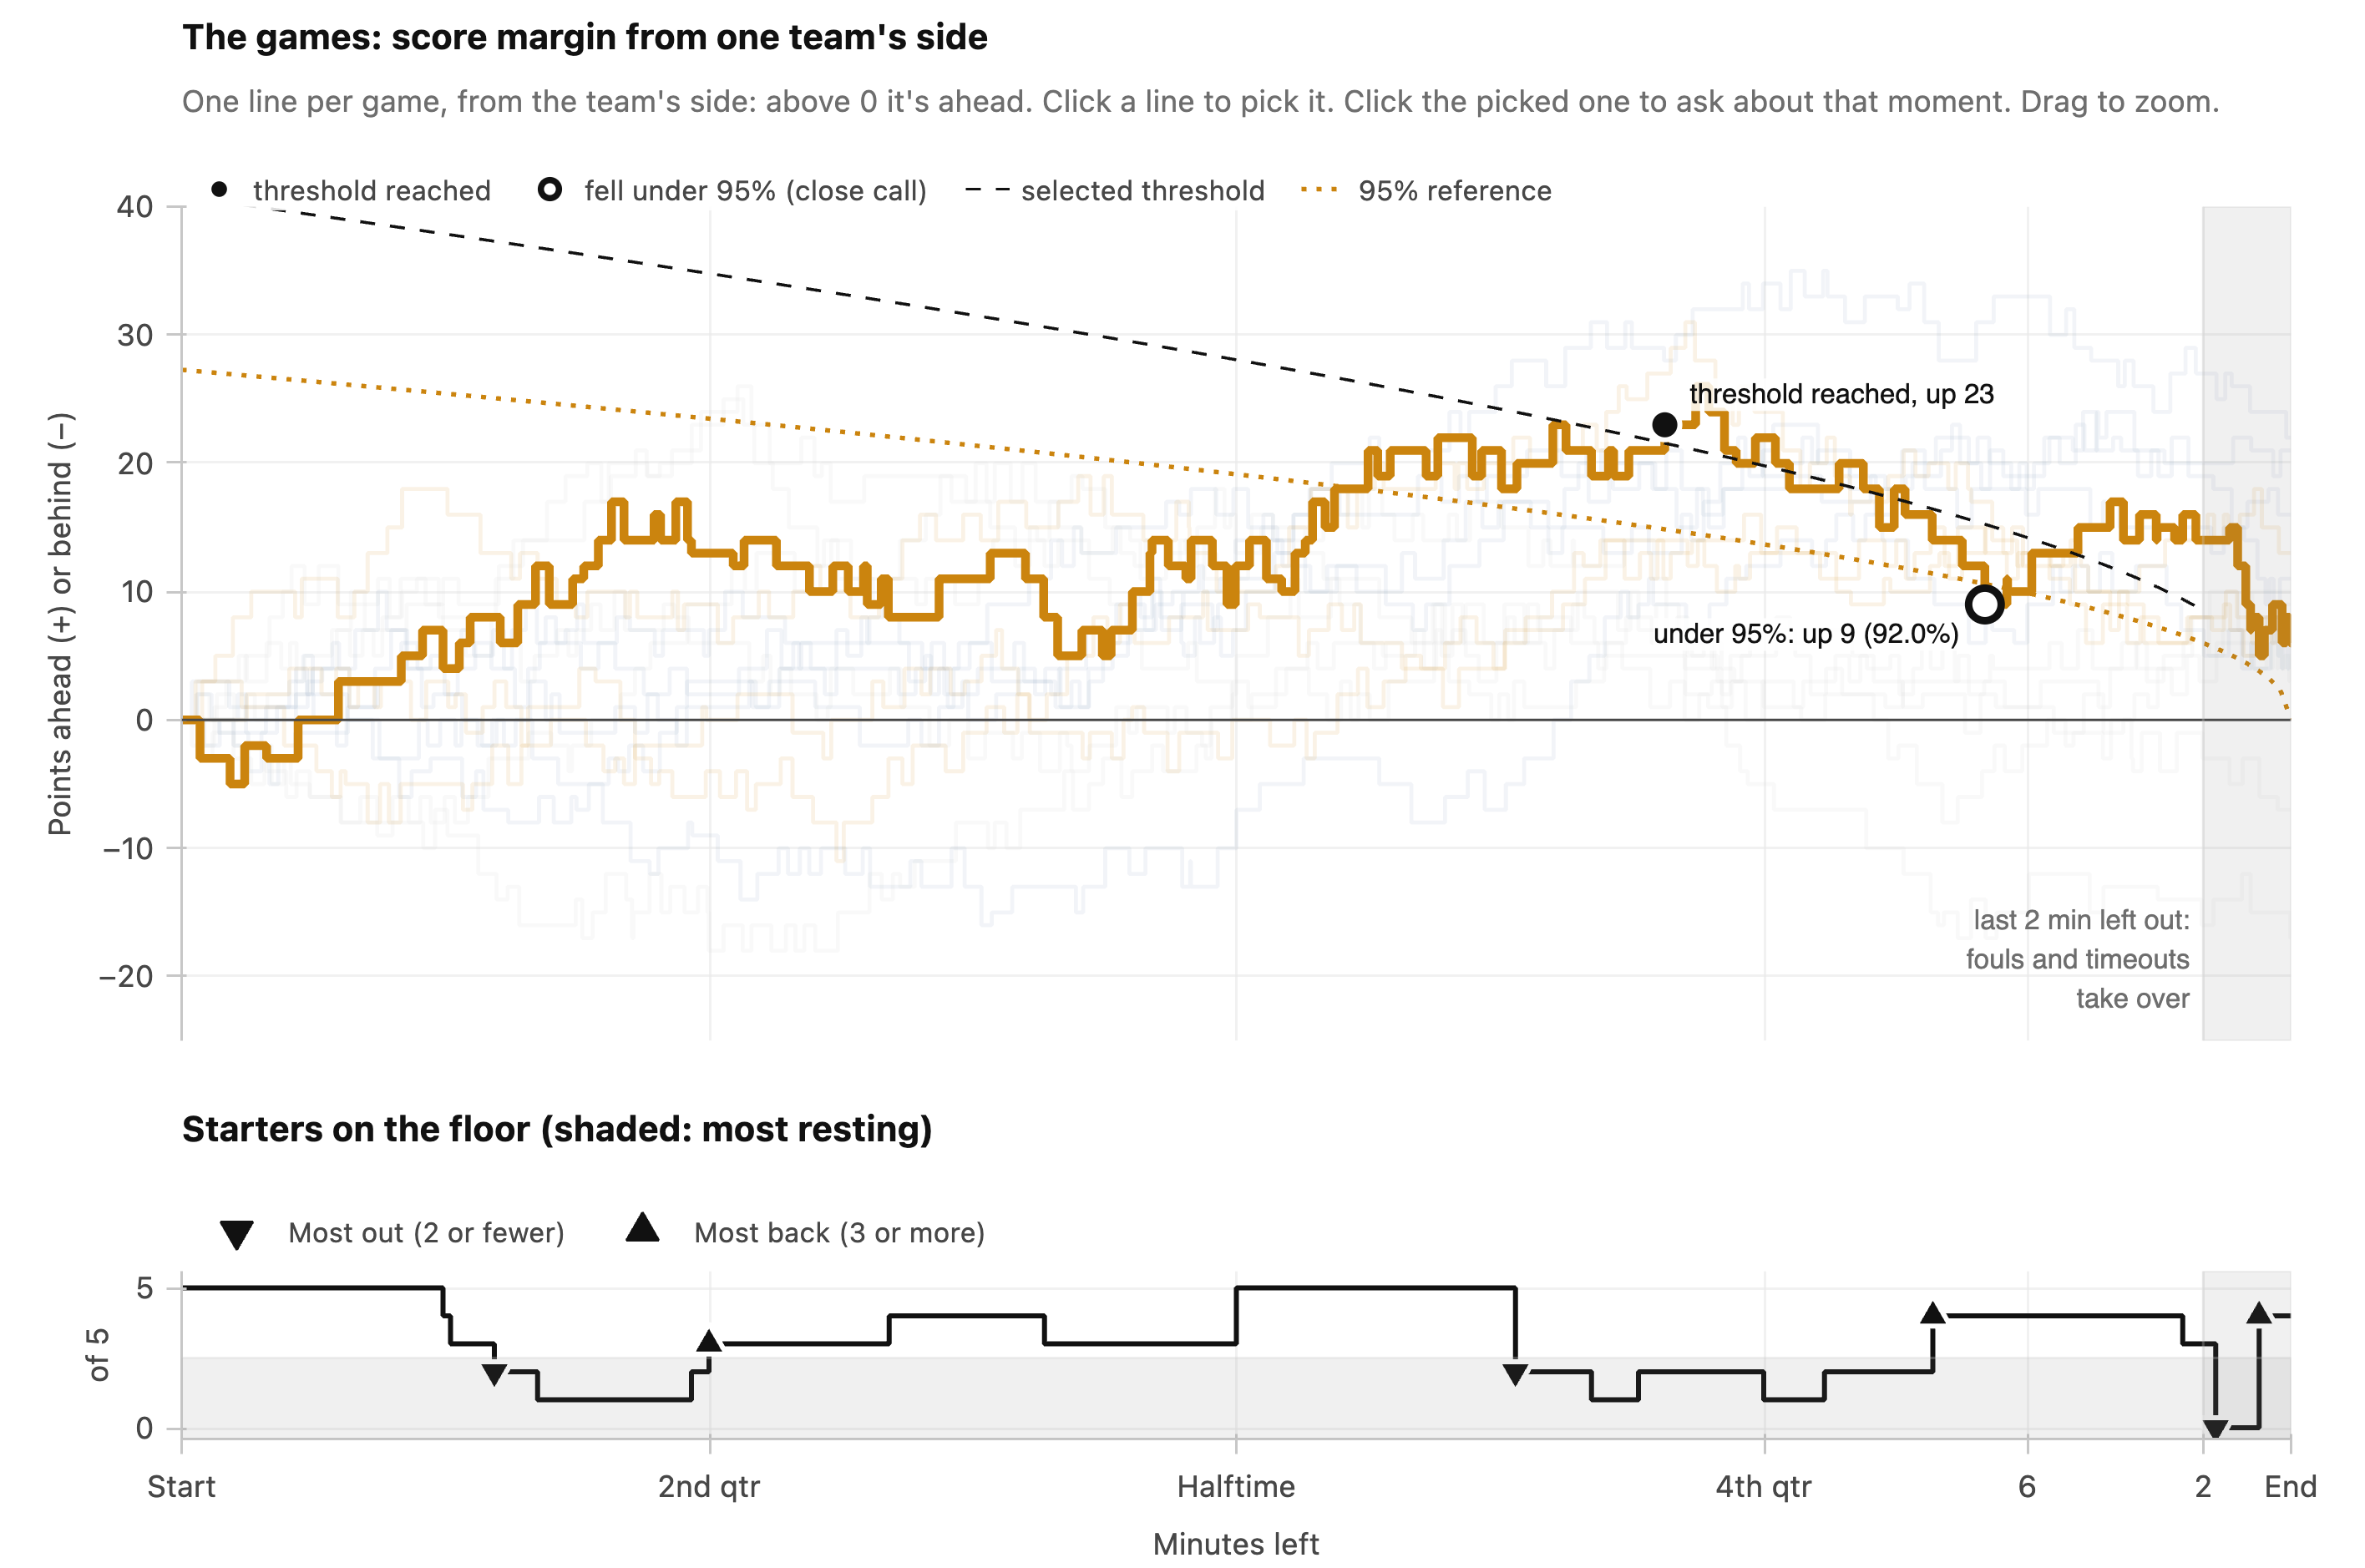 The games: score margin from one team's side
One line per game, from the team's side: above 0 it's ahead. Click a line to pick it. Click the picked one to ask about that moment. Drag to zoom.
threshold reached
fell under 95% (close call)
selected threshold
95% reference
40
30
20
10
0
−10
−20
Points ahead (+) or behind (−)
threshold reached, up 23
under 95%: up 9 (92.0%)
last 2 min left out:
fouls and timeouts
take over
Starters on the floor (shaded: most resting)
Most out (2 or fewer)
Most back (3 or more)
5
0
of 5
Start
2nd qtr
Halftime
4th qtr
6
2
End
Minutes left